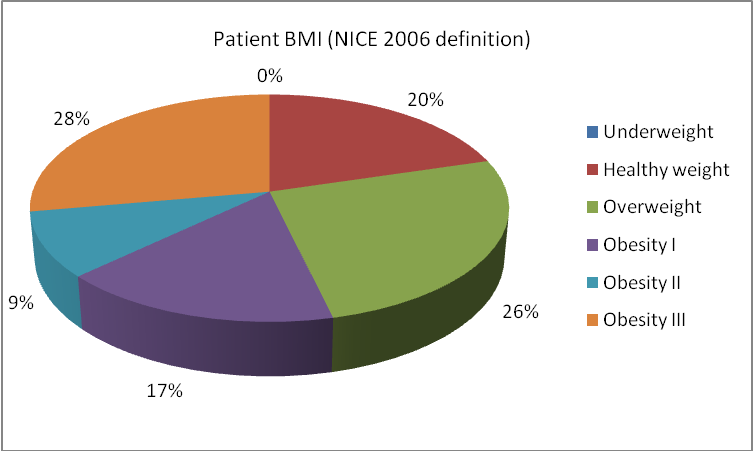 Patient BMI (NICE 2006 definition)
0%
20%
28%
Underweight
Healthy weight
Overweight
Obesity I
Obesity II
Obesity III
9%
26%
17%